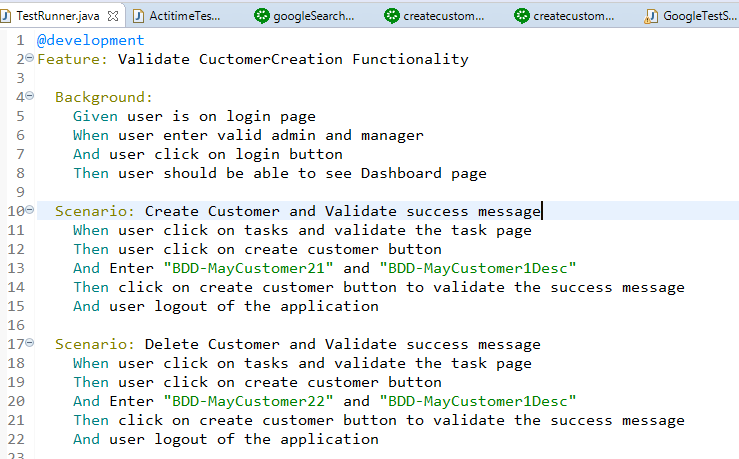 TestRunner.java ActitimeTes... googleSearch... createcustom... createcustom... GoogleTestS...
1 @development
2 Feature: Validate CuctomerCreation Functionality
3
4 Background:
5 Given user is on login page
6 When user enter valid admin and manager
7 And user click on login button
8 Then user should be able to see Dashboard page
9
10 Scenario: Create Customer and Validate success message
11 When user click on tasks and validate the task page
12 Then user click on create customer button
13 And Enter "BDD-MayCustomer21" and "BDD-MayCustomer1Desc"
14 Then click on create customer button to validate the success message
15 And user logout of the application
16
17 Scenario: Delete Customer and Validate success message
18 When user click on tasks and validate the task page
19 Then user click on create customer button
20 And Enter "BDD-MayCustomer22" and "BDD-MayCustomer1Desc"
21 Then click on create customer button to validate the success message
22 And user logout of the application
23